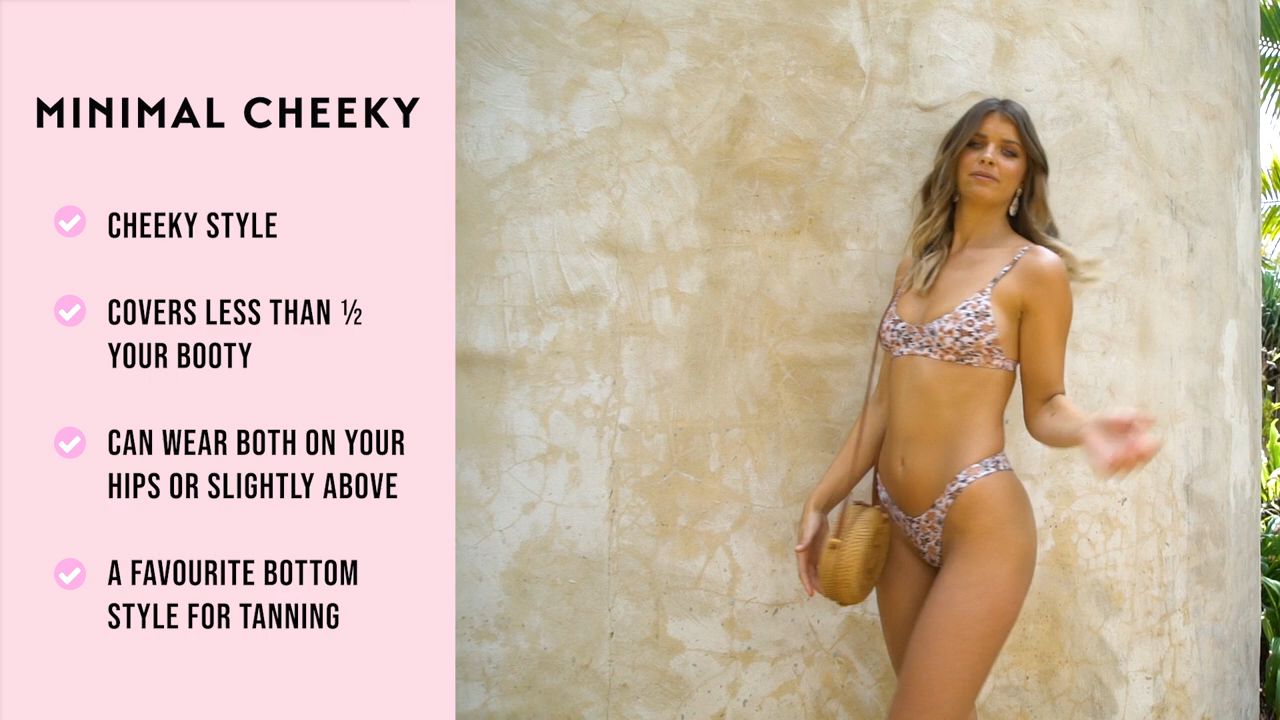 MINIMAL CHEEKY
CHEEKY STYLE
COVERS LESS THAN ½
YOUR BOOTY
CAN WEAR BOTH ON YOUR
HIPS OR SLIGHTLY ABOVE
A FAVOURITE BOTTOM
STYLE FOR TANNING